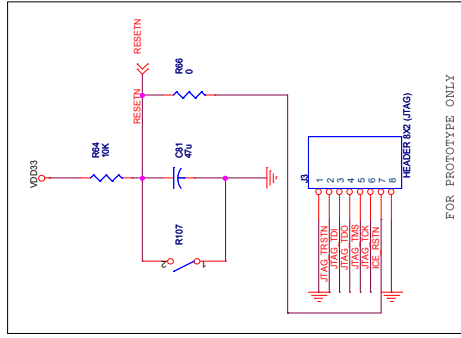 RESETN
RESETN
R66
0
VDD33
R64
10K
C81
47u
R107
2
1
J3
HEADER 8X2 (JTAG)
1
2
3
4
5
6
7
8
JTAG_TRSTN
JTAG_TDI
JTAG_TDO
JTAG_TMS
JTAG_TCK
ICE_RSTN
FOR PROTOTYPE ONLY